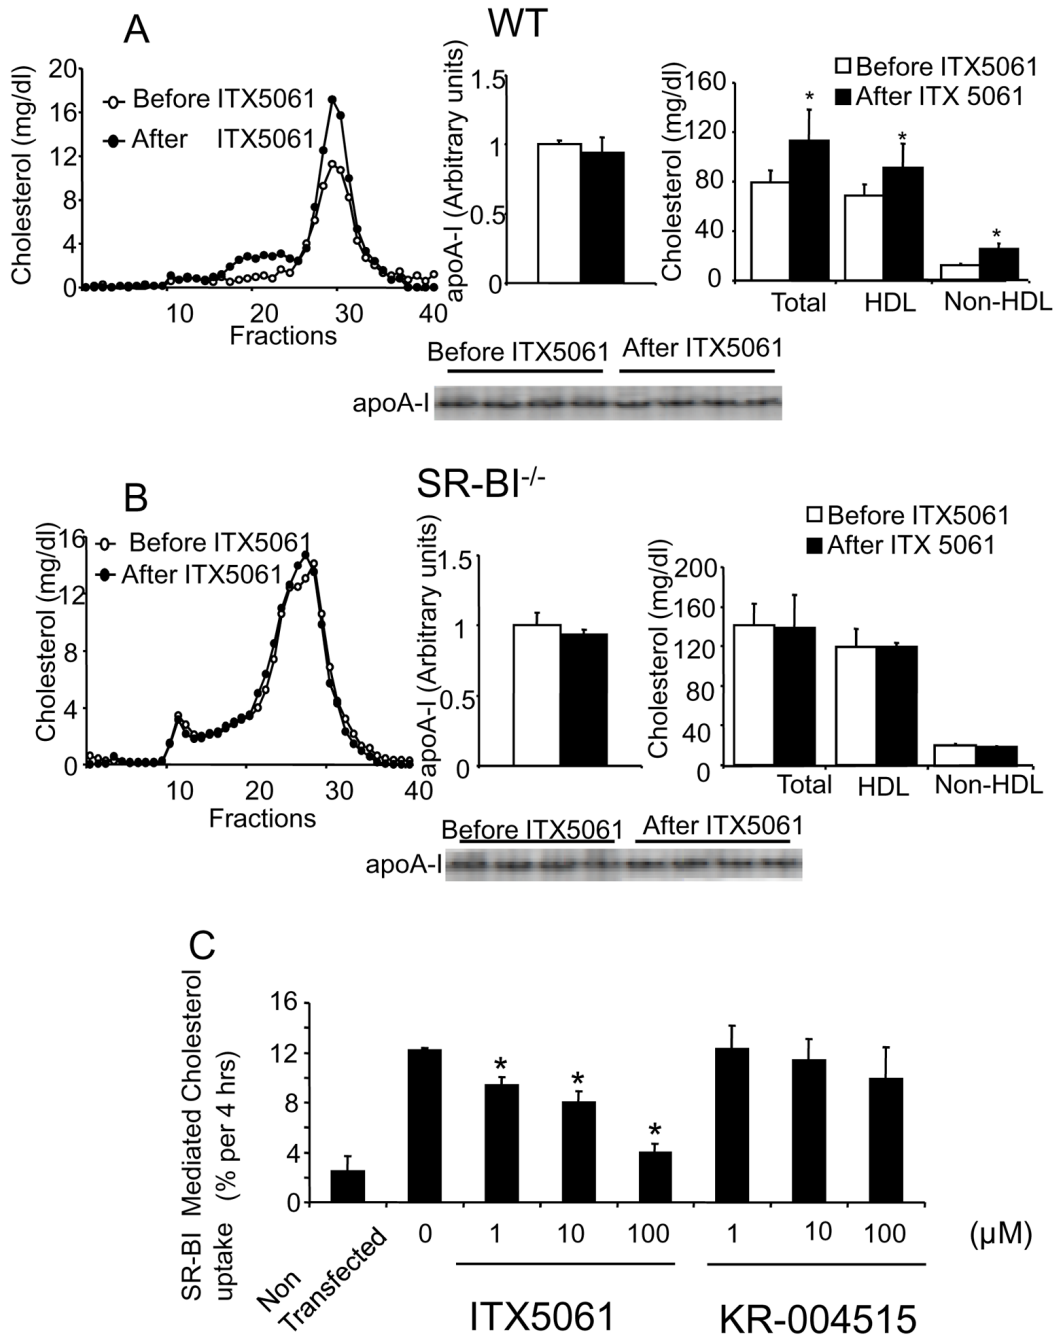 WT
A
Cholesterol (mg/dl)
20
16
12
8
4
0
Before ITX5061
After ITX5061
10 20 30 40
Fractions
apoA-I (Arbitrary units)
1.5
1
0.5
0
Cholesterol (mg/dl)
160
120
80
40
0
Before ITX5061
After ITX 5061
* * *
Total HDL Non-HDL
Before ITX5061 After ITX5061
apoA-I
SR-BI-/-
B
Cholesterol (mg/dl)
16
12
8
4
0
Before ITX5061
After ITX5061
10 20 30 40
Fractions
apoA-I (Arbitrary units)
1.5
1
0.5
0
Cholesterol (mg/dl)
200
160
120
80
40
0
Before ITX5061
After ITX 5061
Total HDL Non-HDL
Before ITX5061 After ITX5061
apoA-I
C
SR-BI Mediated Cholesterol
uptake (% per 4 hrs)
16
12
8
4
0
* * *
Non
Transfected
0 1 10 100 1 10 100 (µM)
ITX5061 KR-004515